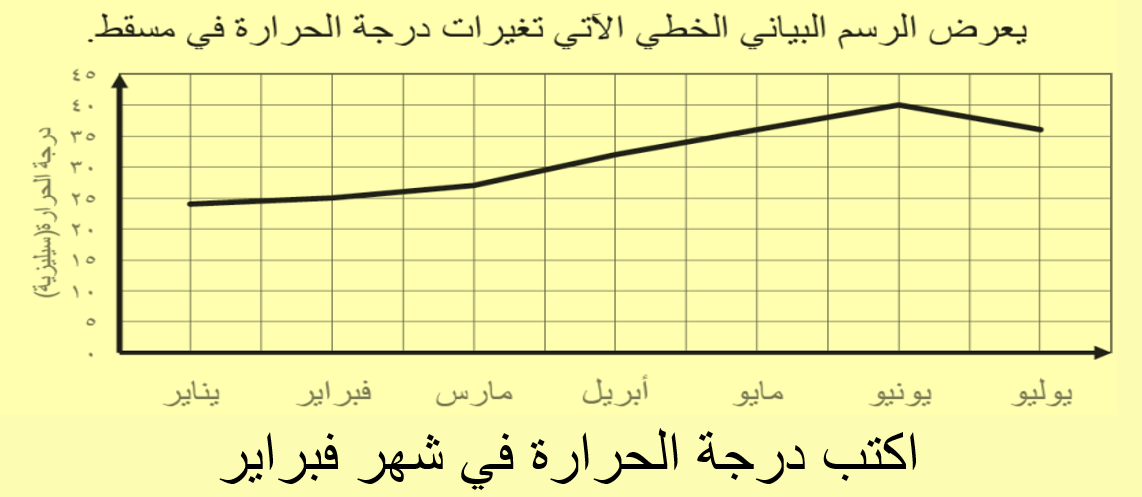 يعرض الرسم البياني الخطي الآتي تغيرات درجة الحرارة في مسقط.
٤٥
٤٠
٣٥
٣٠
٢٥
٢٠
١٥
١٠
٥
٠
درجة الحرارة(سيليزية)
يناير فبراير مارس أبريل مايو يونيو يوليو
اكتب درجة الحرارة في شهر فبراير